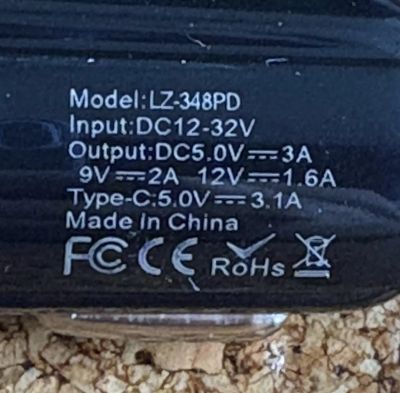 Model:LZ-348PD
Input:DC12-32V
Output:DC5.0V⎓3A
9V⎓2A 12V⎓1.6A
Type-C:5.0V⎓3.1A
Made in China
FC CE RoHs